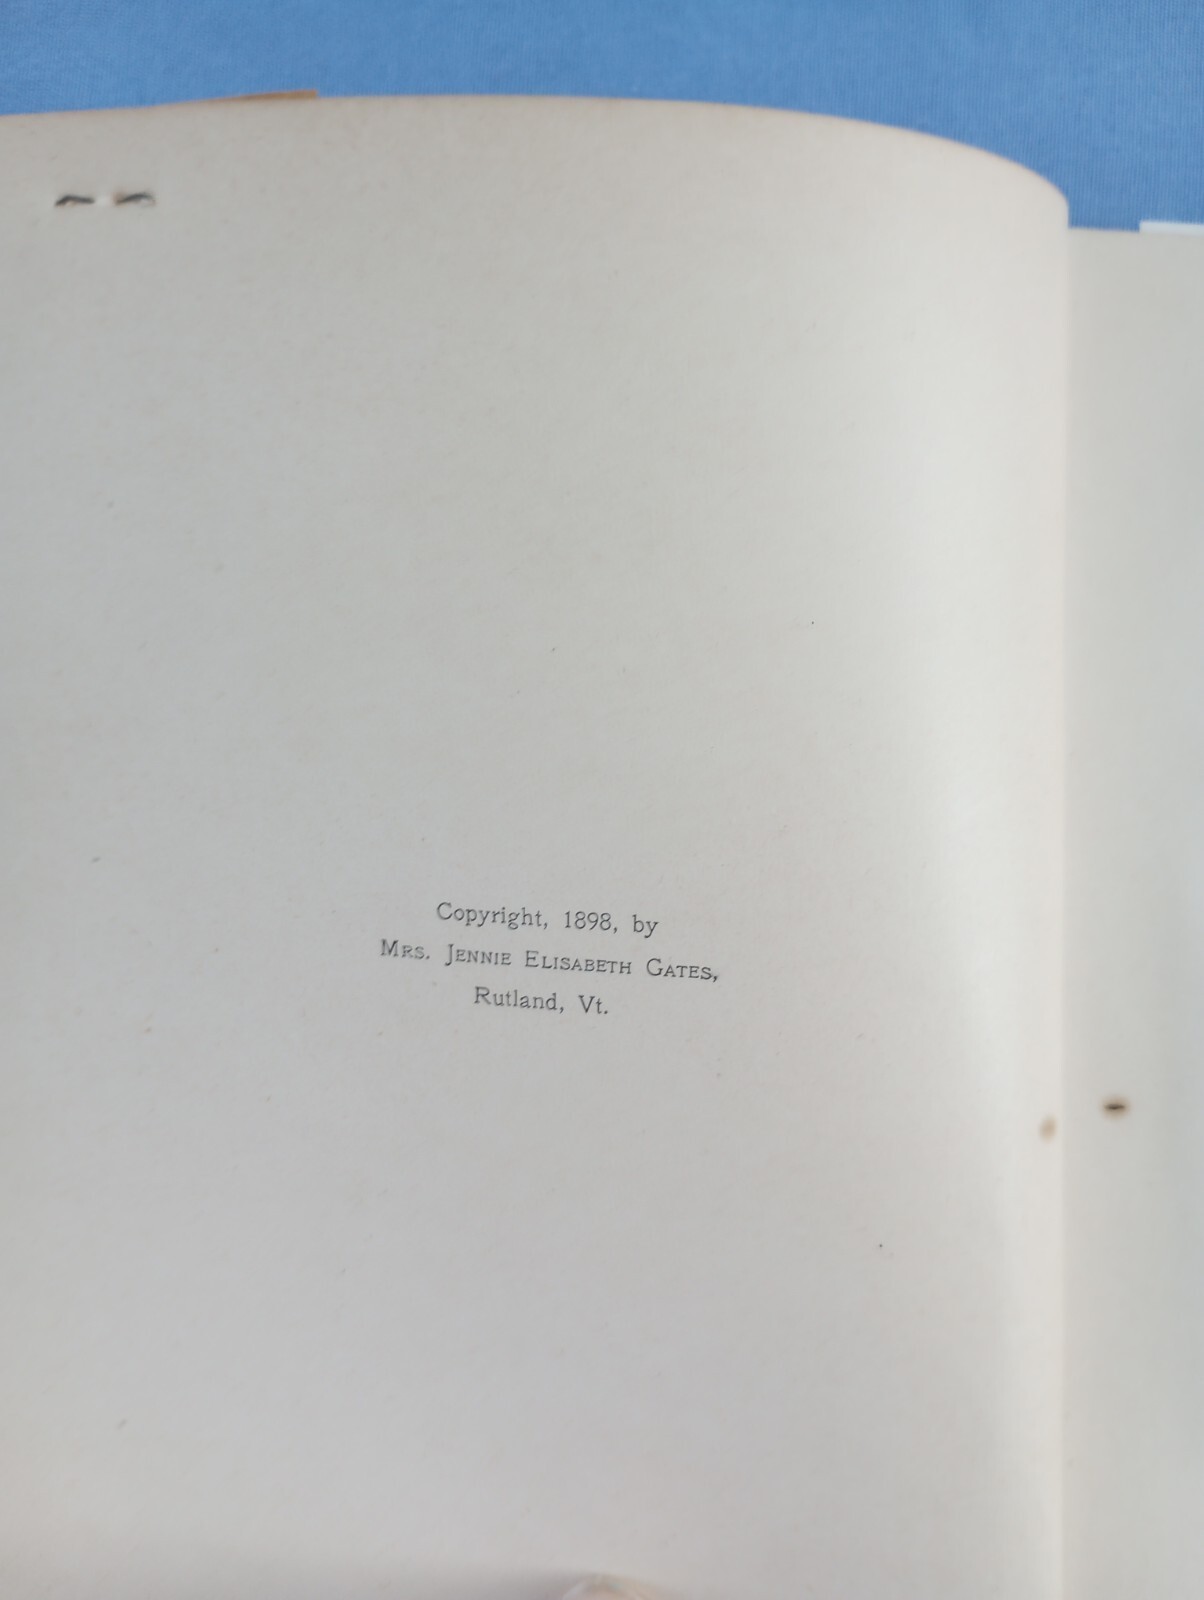 Copyright, 1898, by
Mrs. Jennie Elisabeth Gates,
Rutland, Vt.